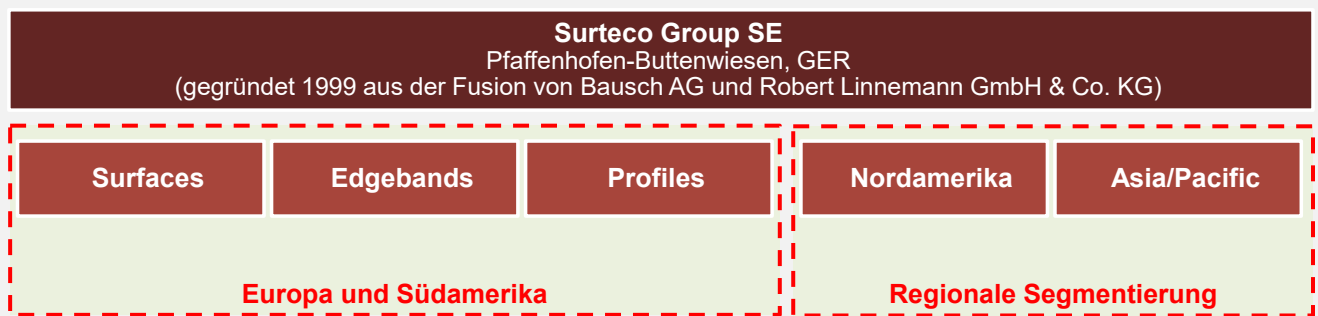 Surteco Group SE
Pfaffenhofen-Buttenwiesen, GER
(gegründet 1999 aus der Fusion von Bausch AG und Robert Linnemann GmbH & Co. KG)
Surfaces
Edgebands
Profiles
Nordamerika
Asia/Pacific
Europa und Südamerika
Regionale Segmentierung